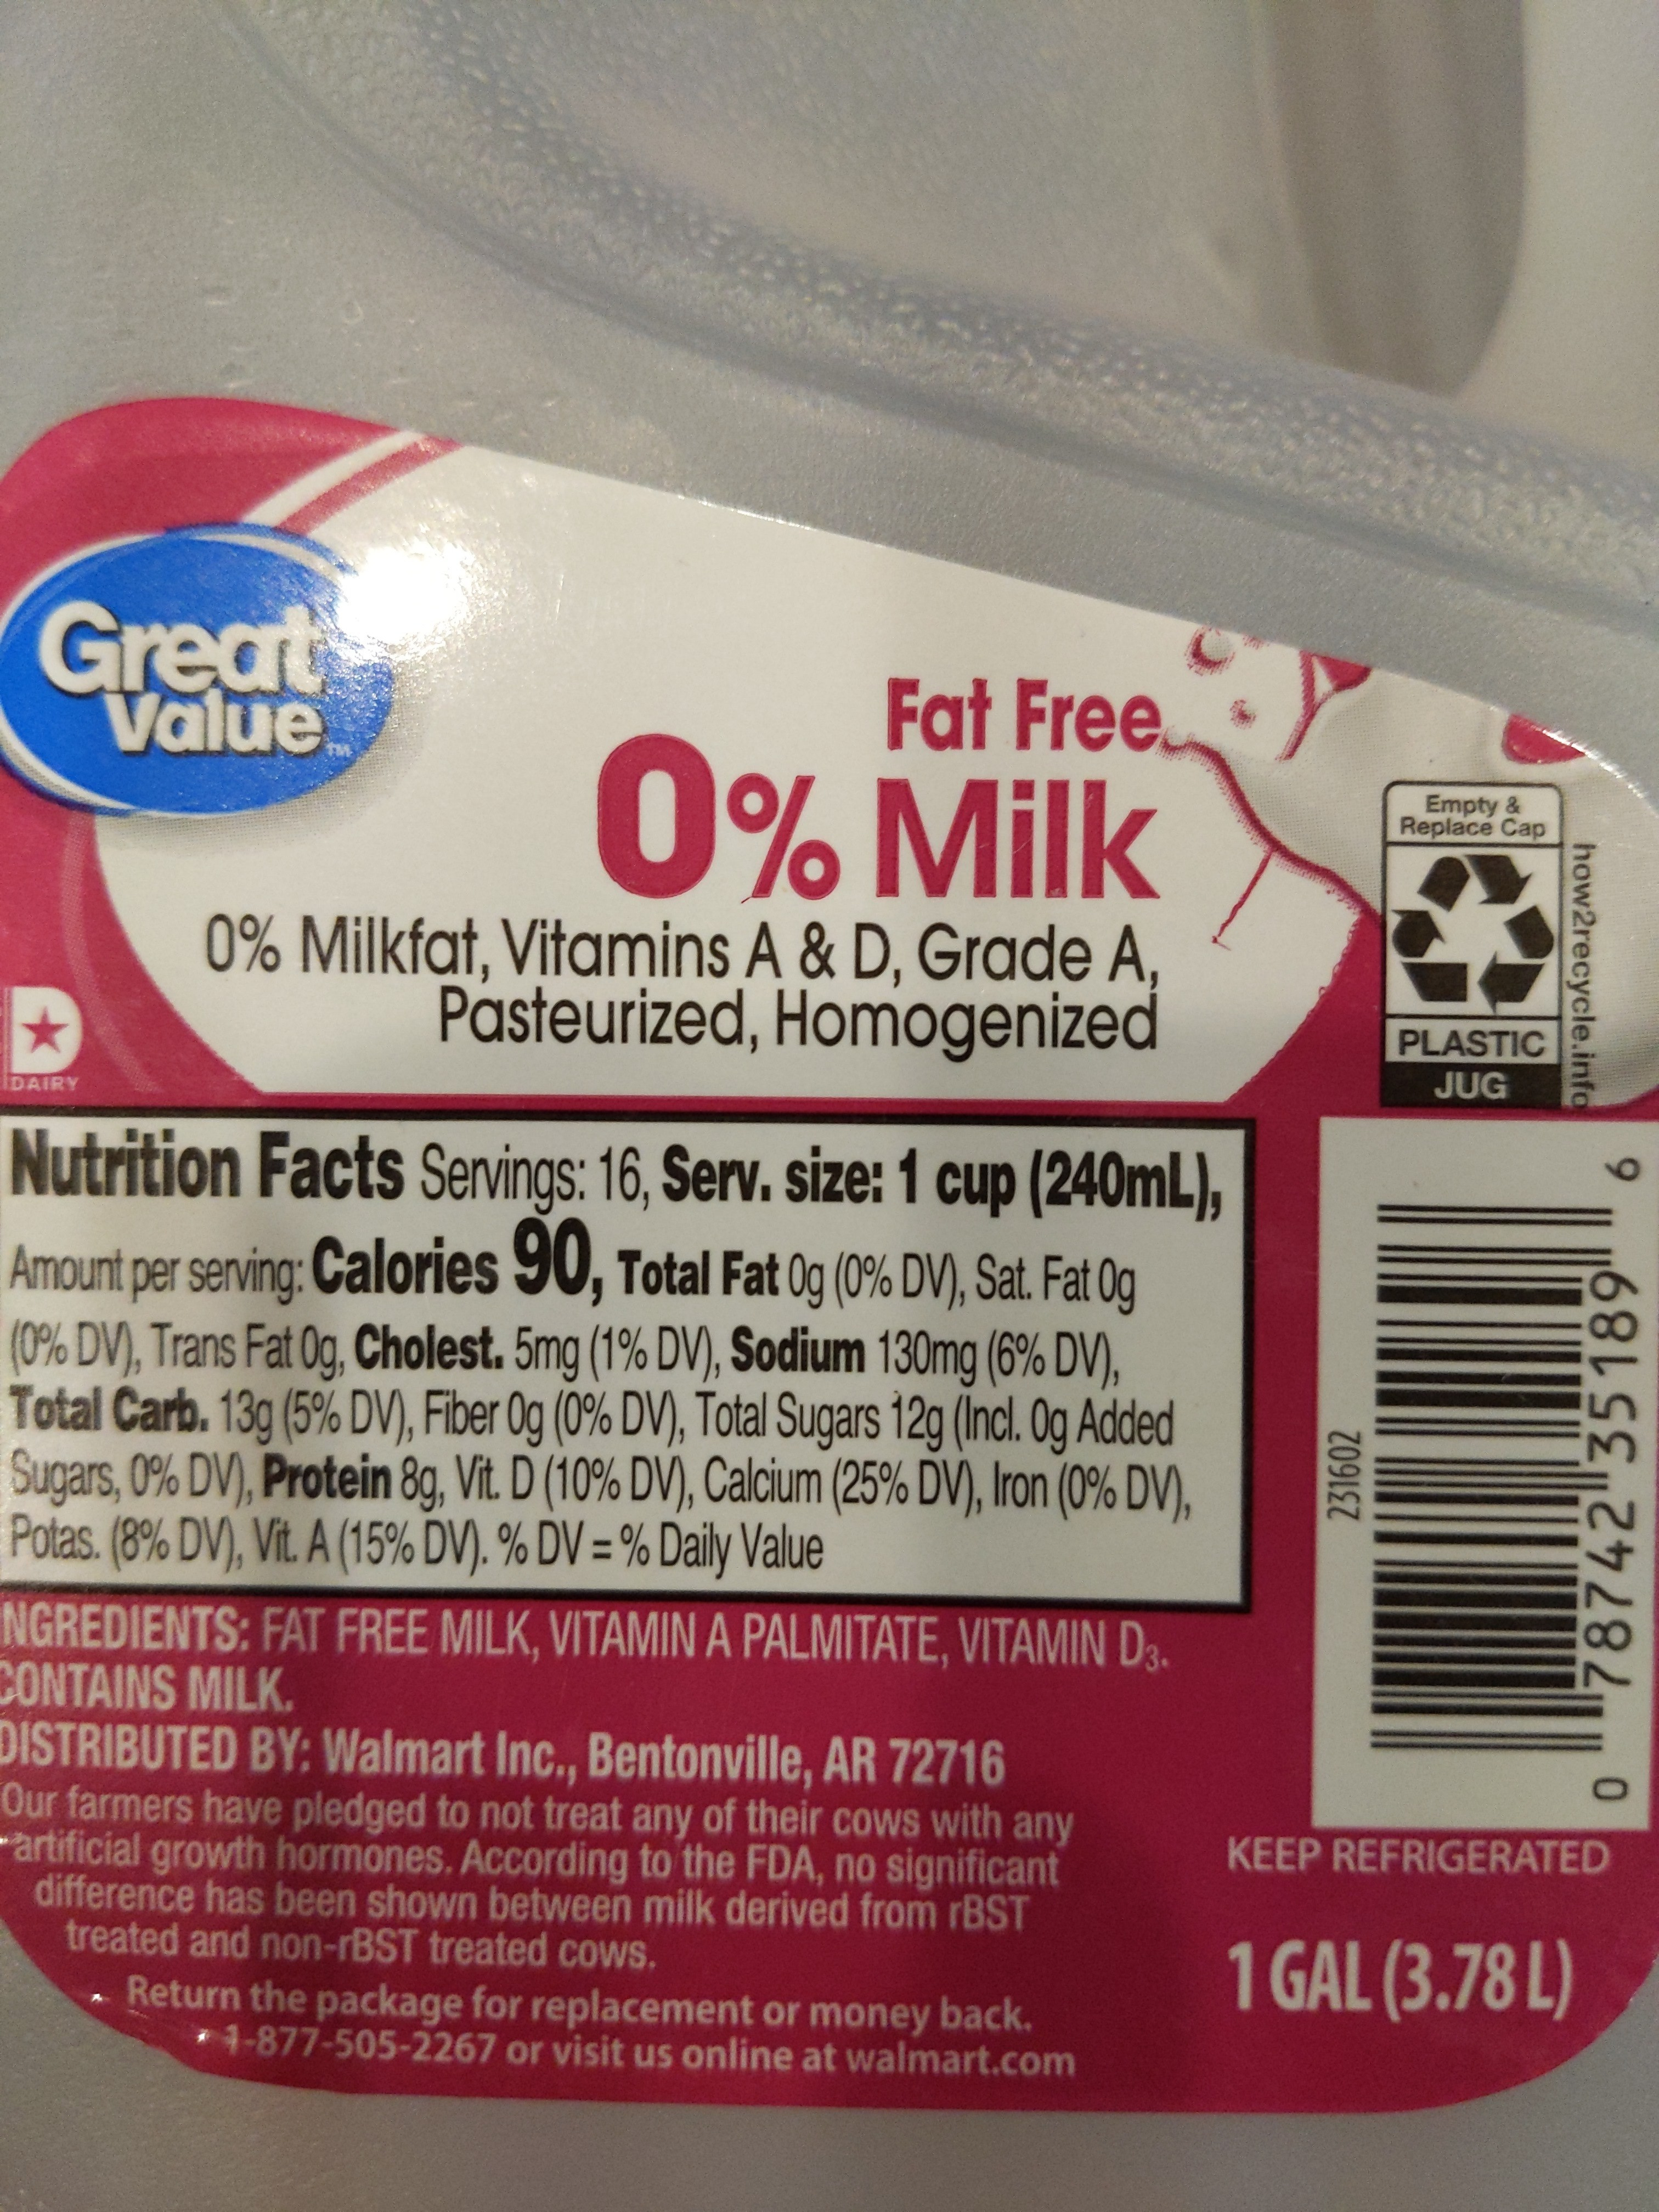 Great
Value™
Fat Free
0% Milk
0% Milkfat, Vitamins A & D, Grade A,
Pasteurized, Homogenized
D
DAIRY
Empty &
Replace Cap
PLASTIC
JUG
how2recycle.info
Nutrition Facts Servings: 16, Serv. size: 1 cup (240mL),
Amount per serving: Calories 90, Total Fat 0g (0% DV), Sat. Fat 0g
(0% DV), Trans Fat 0g, Cholest. 5mg (1% DV), Sodium 130mg (6% DV),
Total Carb. 13g (5% DV), Fiber 0g (0% DV), Total Sugars 12g (Incl. 0g Added
Sugars, 0% DV), Protein 8g, Vit. D (10% DV), Calcium (25% DV), Iron (0% DV),
Potas. (8% DV), Vit. A (15% DV). % DV = % Daily Value
NGREDIENTS: FAT FREE MILK, VITAMIN A PALMITATE, VITAMIN D3.
CONTAINS MILK.
DISTRIBUTED BY: Walmart Inc., Bentonville, AR 72716
Our farmers have pledged to not treat any of their cows with any
artificial growth hormones. According to the FDA, no significant
difference has been shown between milk derived from rBST
treated and non-rBST treated cows.
Return the package for replacement or money back.
1-877-505-2267 or visit us online at walmart.com
231602
0 78742 35189 6
KEEP REFRIGERATED
1 GAL (3.78 L)